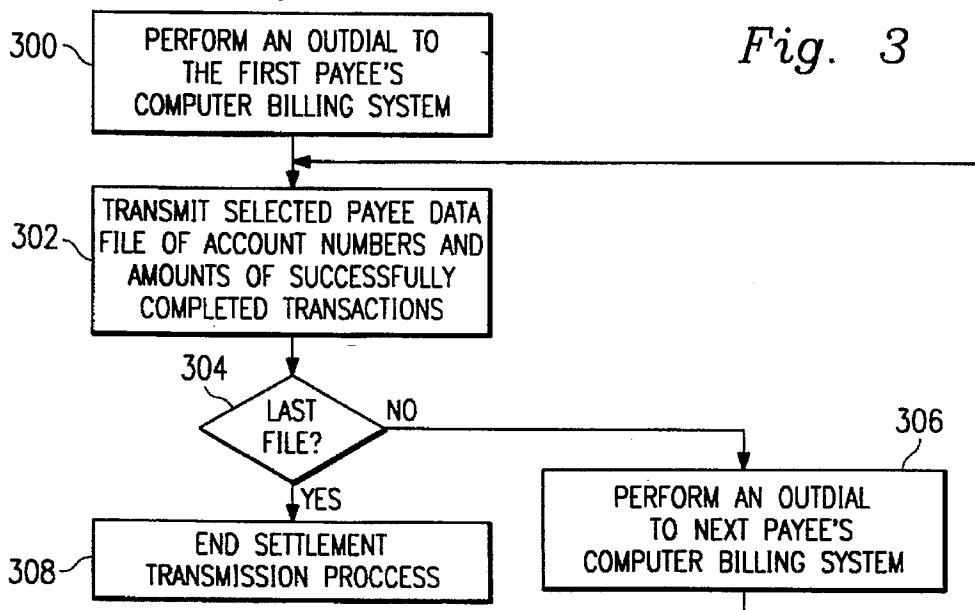 Fig. 3
300
PERFORM AN OUTDIAL TO
THE FIRST PAYEE'S
COMPUTER BILLING SYSTEM
302
TRANSMIT SELECTED PAYEE DATA
FILE OF ACCOUNT NUMBERS AND
AMOUNTS OF SUCCESSFULLY
COMPLETED TRANSACTIONS
304
LAST
FILE?
NO
YES
306
PERFORM AN OUTDIAL
TO NEXT PAYEE'S
COMPUTER BILLING SYSTEM
308
END SETTLEMENT
TRANSMISSION PROCCESS